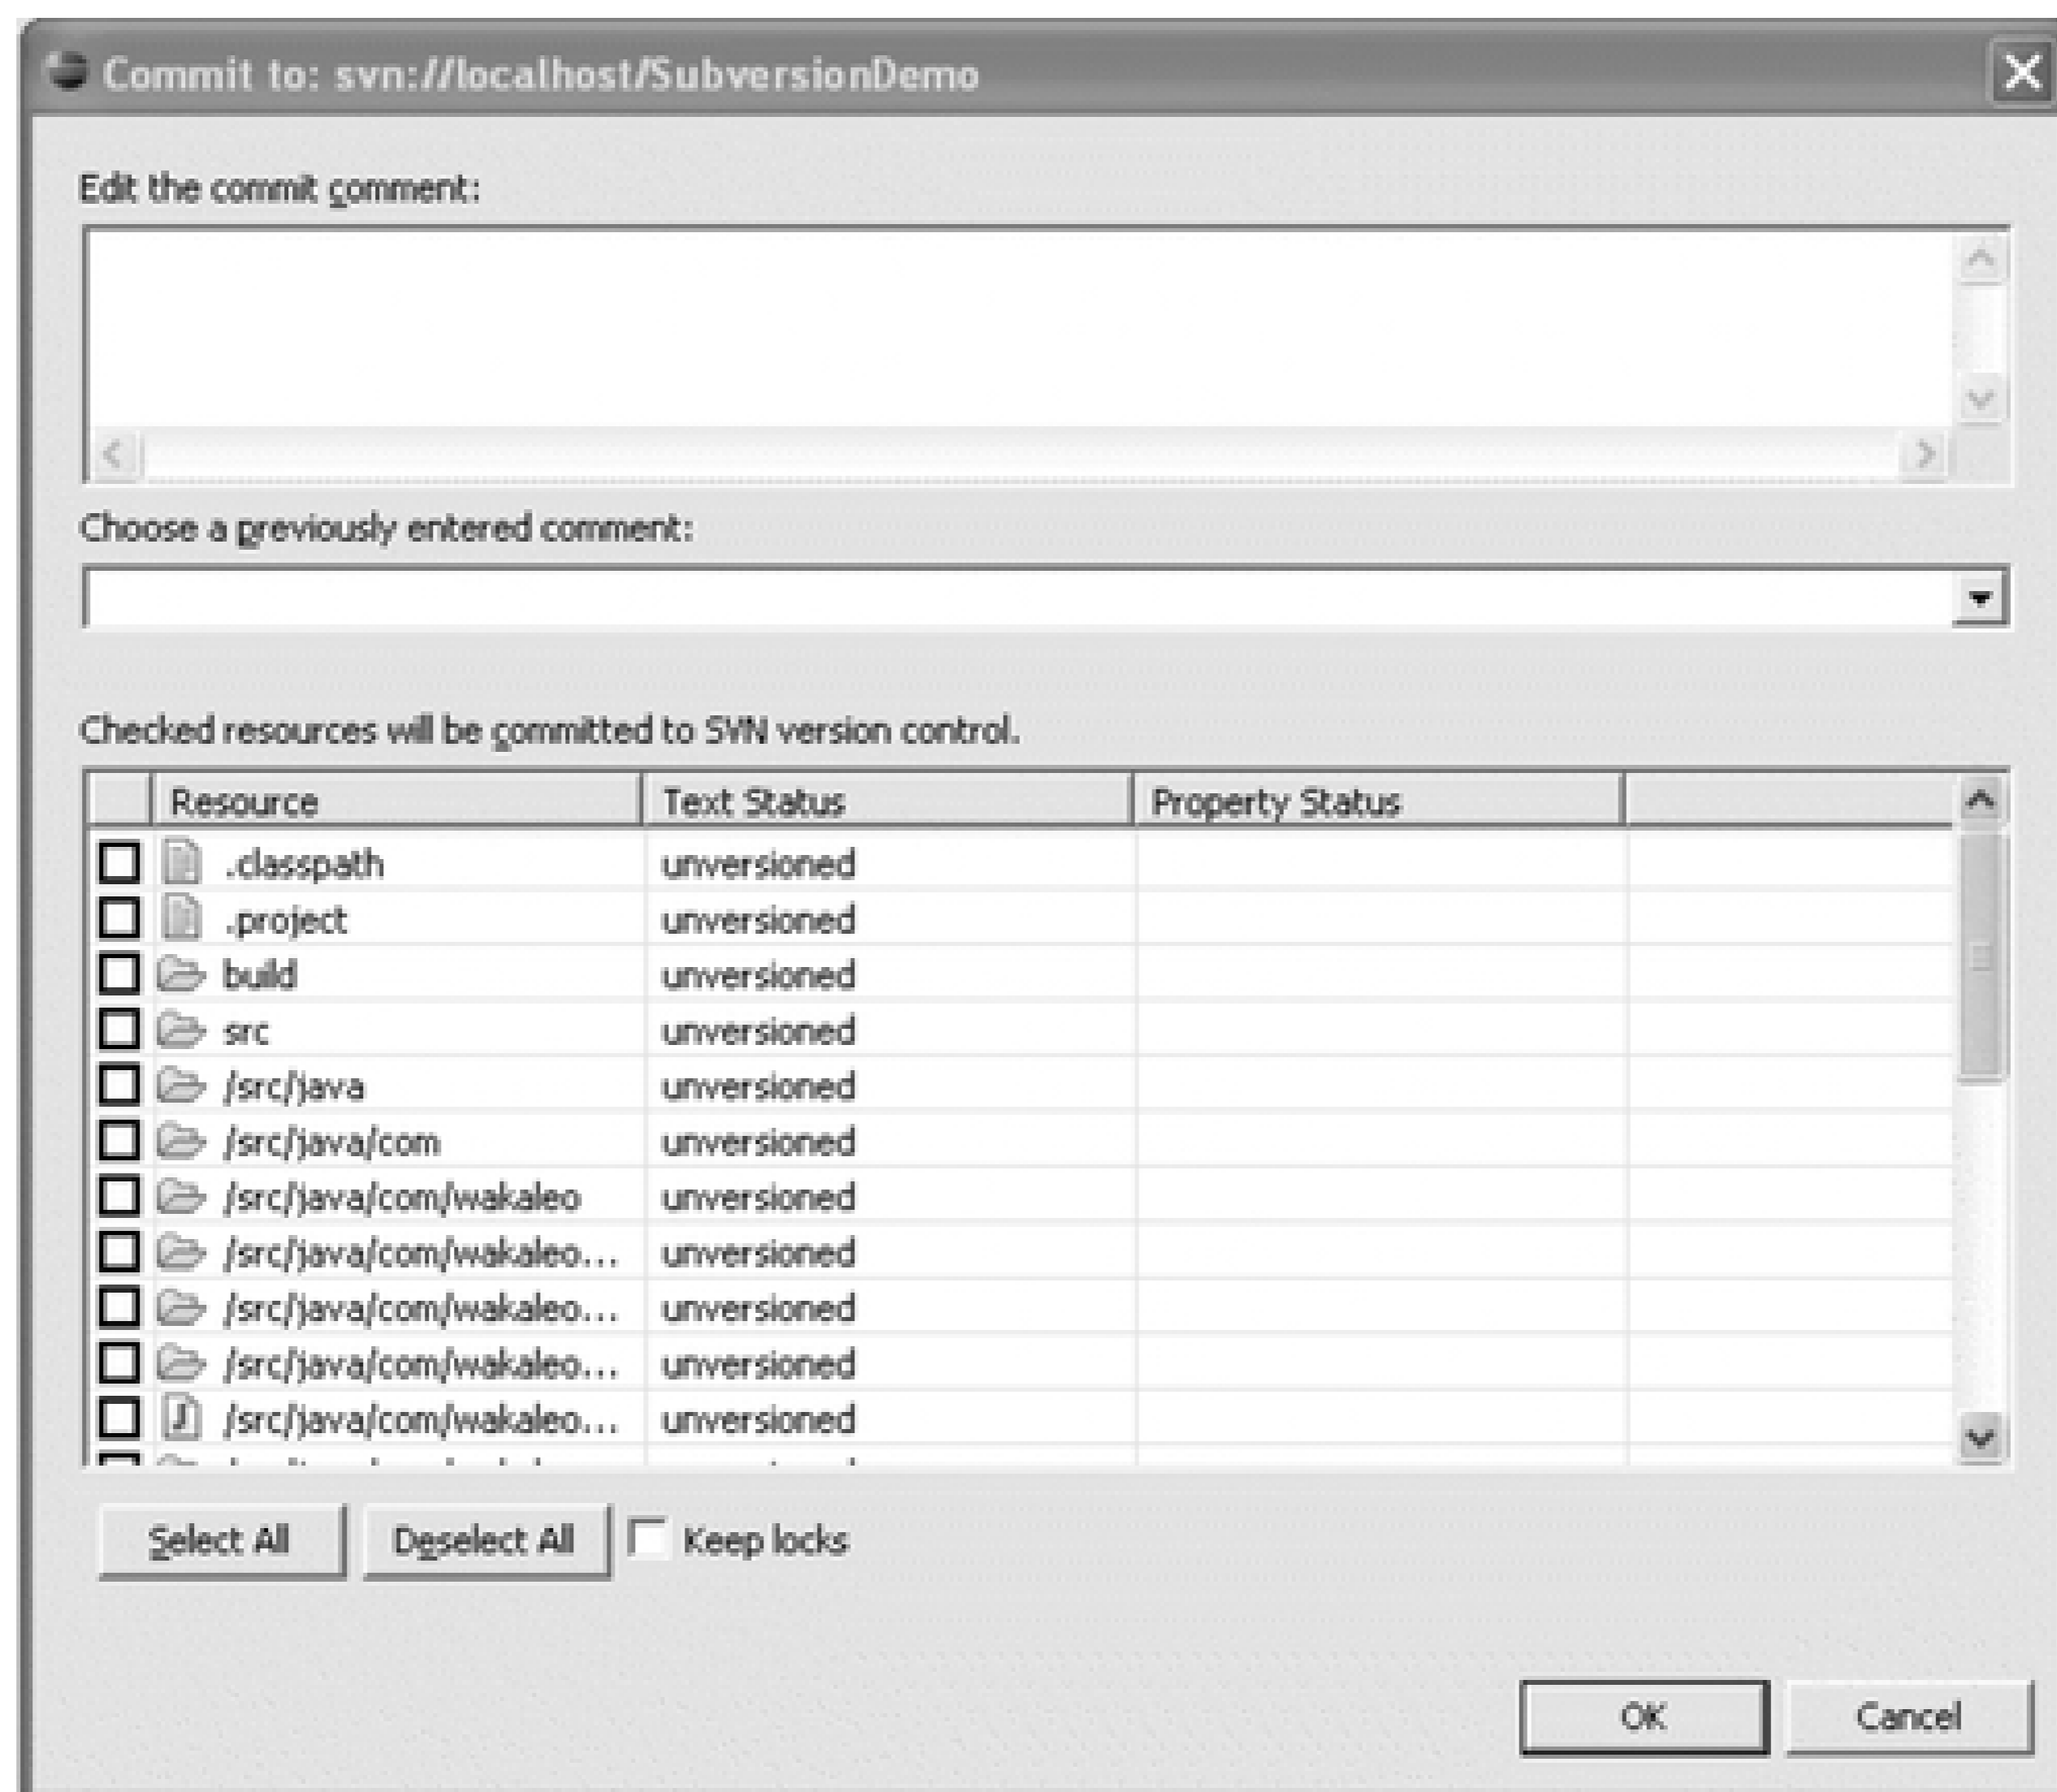 Commit to: svn://localhost/SubversionDemo
Edit the commit comment:
Choose a previously entered comment:
Checked resources will be committed to SVN version control.
Resource Text Status Property Status
.classpath unversioned
.project unversioned
build unversioned
src unversioned
/src/java unversioned
/src/java/com unversioned
/src/java/com/wakaleo unversioned
/src/java/com/wakaleo... unversioned
/src/java/com/wakaleo... unversioned
/src/java/com/wakaleo... unversioned
/src/java/com/wakaleo... unversioned
Select All Deselect All Keep locks
OK Cancel